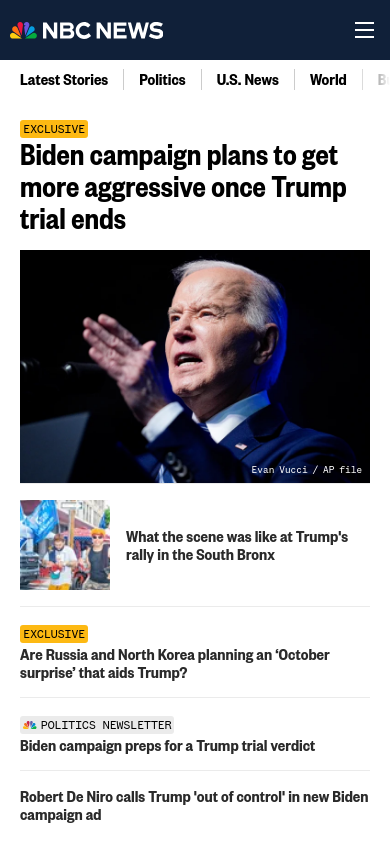 NBC NEWS
Latest Stories Politics U.S. News World
EXCLUSIVE
Biden campaign plans to get
more aggressive once Trump
trial ends
Evan Vucci / AP file
What the scene was like at Trump's
rally in the South Bronx
EXCLUSIVE
Are Russia and North Korea planning an ‘October
surprise’ that aids Trump?
POLITICS NEWSLETTER
Biden campaign preps for a Trump trial verdict
Robert De Niro calls Trump 'out of control' in new Biden
campaign ad